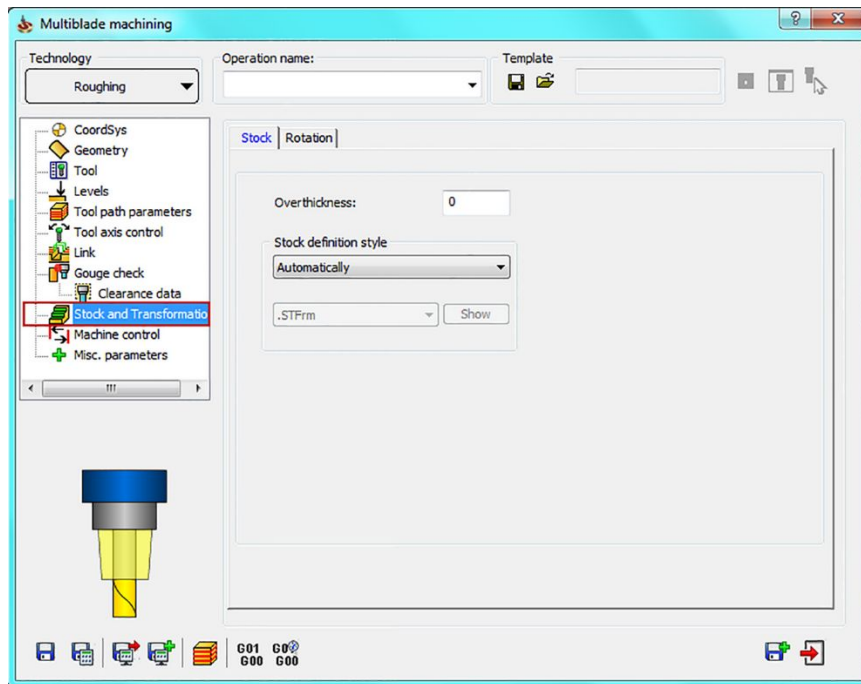 Multiblade machining
Technology
Operation name:
Template
Roughing
CoordSys
Geometry
Tool
Levels
Tool path parameters
Tool axis control
Link
Gouge check
Clearance data
Stock and Transformatio
Machine control
Misc. parameters
Stock
Rotation
Overthickness:
0
Stock definition style
Automatically
.STFrm
Show
G01
G00
G0
G00